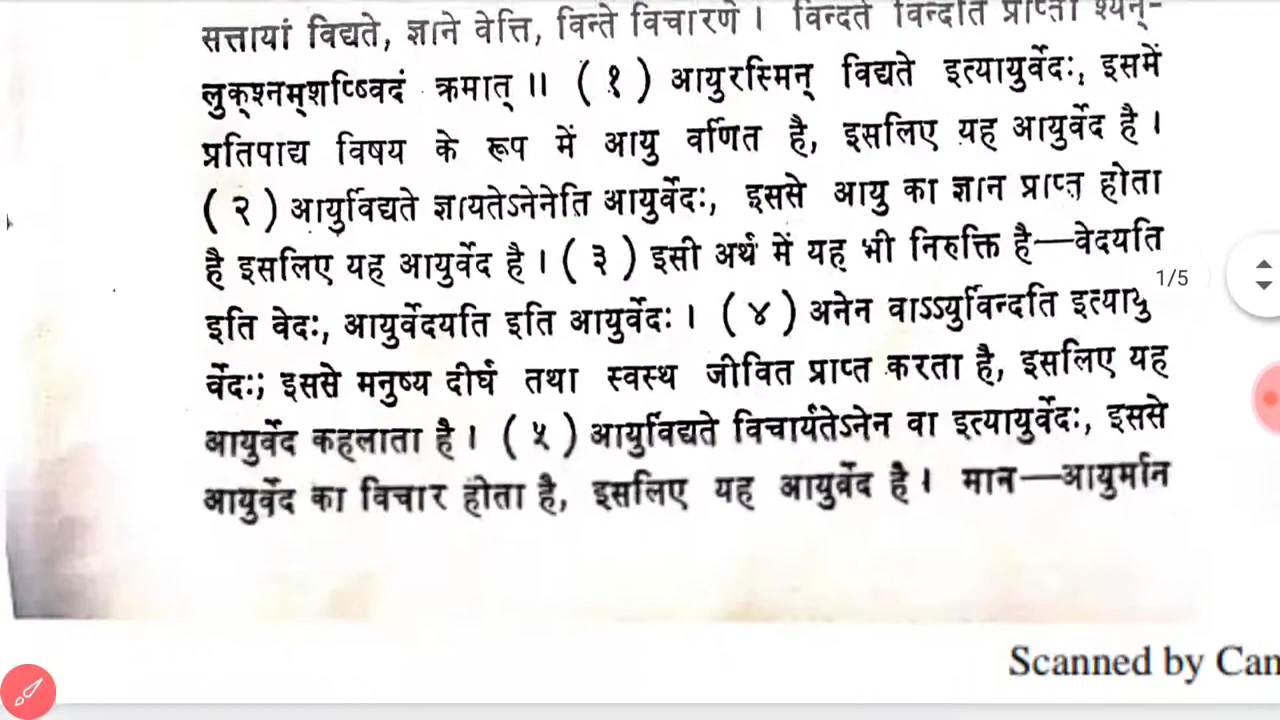 सत्तायां विद्यते, ज्ञाने वेत्ति, विन्ते विचारणे । विन्दते विन्दति प्राप्तौ श्यन्-
लुक्श्नम्शष्विदं क्रमात् ॥ ( १ ) आयुरस्मिन् विद्यते इत्यायुर्वेदः, इसमें
प्रतिपाद्य विषय के रूप में आयु वर्णित है, इसलिए यह आयुर्वेद है ।
( २ ) आयुर्विद्यते ज्ञायतेऽनेनेति आयुर्वेदः, इससे आयु का ज्ञान प्राप्त होता
है इसलिए यह आयुर्वेद है । ( ३ ) इसी अर्थ में यह भी निरुक्ति है—वेदयति
1/5
इति वेदः, आयुर्वेदयति इति आयुर्वेदः । ( ४ ) अनेन वाऽऽयुर्विन्दति इत्यायु
र्वेदः; इससे मनुष्य दीर्घ तथा स्वस्थ जीवित प्राप्त करता है, इसलिए यह
आयुर्वेद कहलाता है । ( ५ ) आयुर्विद्यते विचार्यतेऽनेन वा इत्यायुर्वेदः, इससे
आयुर्वेद का विचार होता है, इसलिए यह आयुर्वेद है । मान—आयुर्मान
Scanned by Can